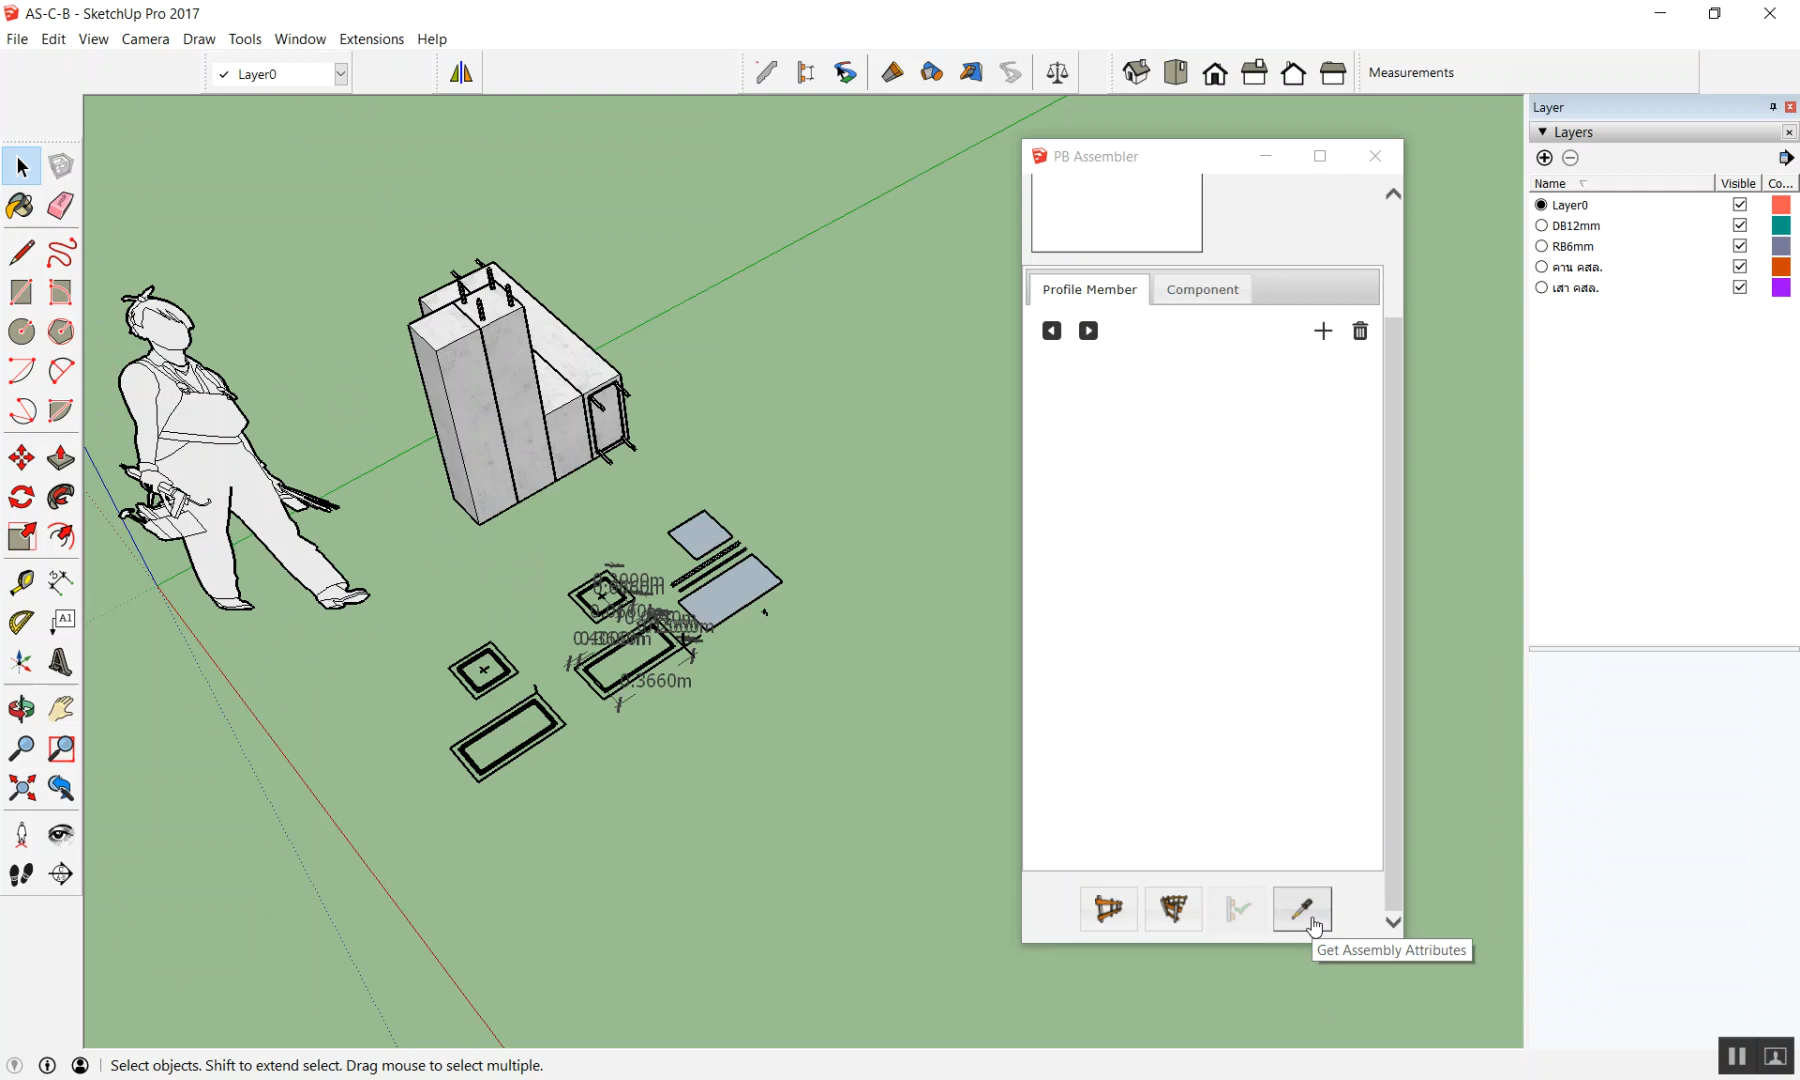 AS-C-B - SketchUp Pro 2017
File Edit View Camera Draw Tools Window Extensions Help
Layer0
Measurements
Layer
Layers
Name Visible Co...
Layer0
DB12mm
RB6mm
คาน คสล.
เสา คสล.
PB Assembler
Profile Member Component
A1
0.3660m
Get Assembly Attributes
Select objects. Shift to extend select. Drag mouse to select multiple.